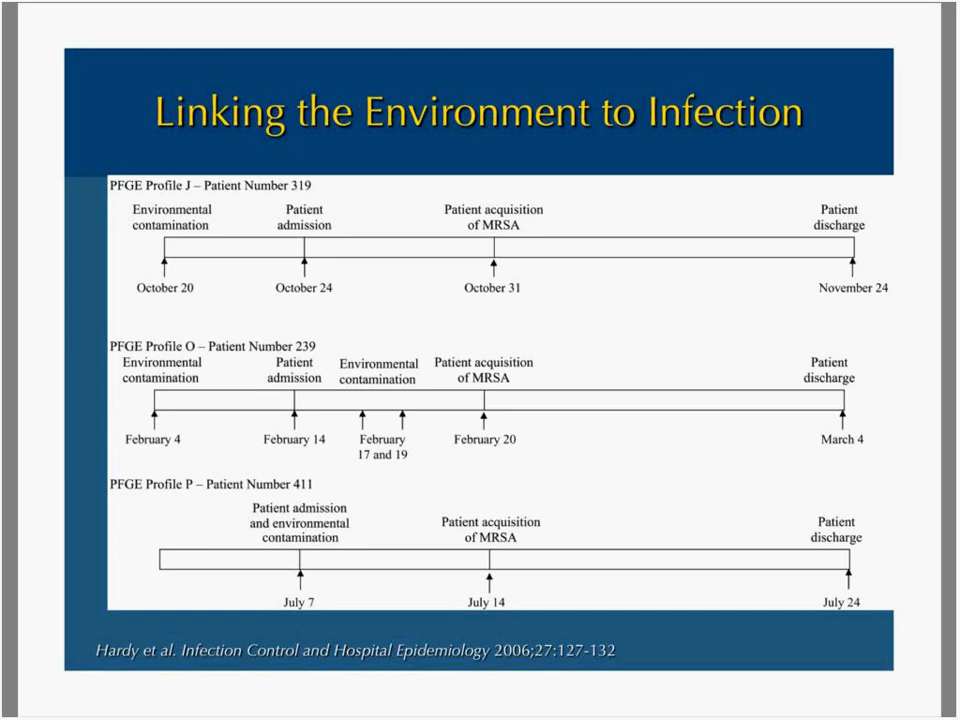 Linking the Environment to Infection
PFGE Profile J – Patient Number 319
Environmental contamination
Patient admission
Patient acquisition of MRSA
Patient discharge
October 20
October 24
October 31
November 24
PFGE Profile O – Patient Number 239
Environmental contamination
Patient admission
Environmental contamination
Patient acquisition of MRSA
Patient discharge
February 4
February 14
February 17 and 19
February 20
March 4
PFGE Profile P – Patient Number 411
Patient admission and environmental contamination
Patient acquisition of MRSA
Patient discharge
July 7
July 14
July 24
Hardy et al. Infection Control and Hospital Epidemiology 2006;27:127-132